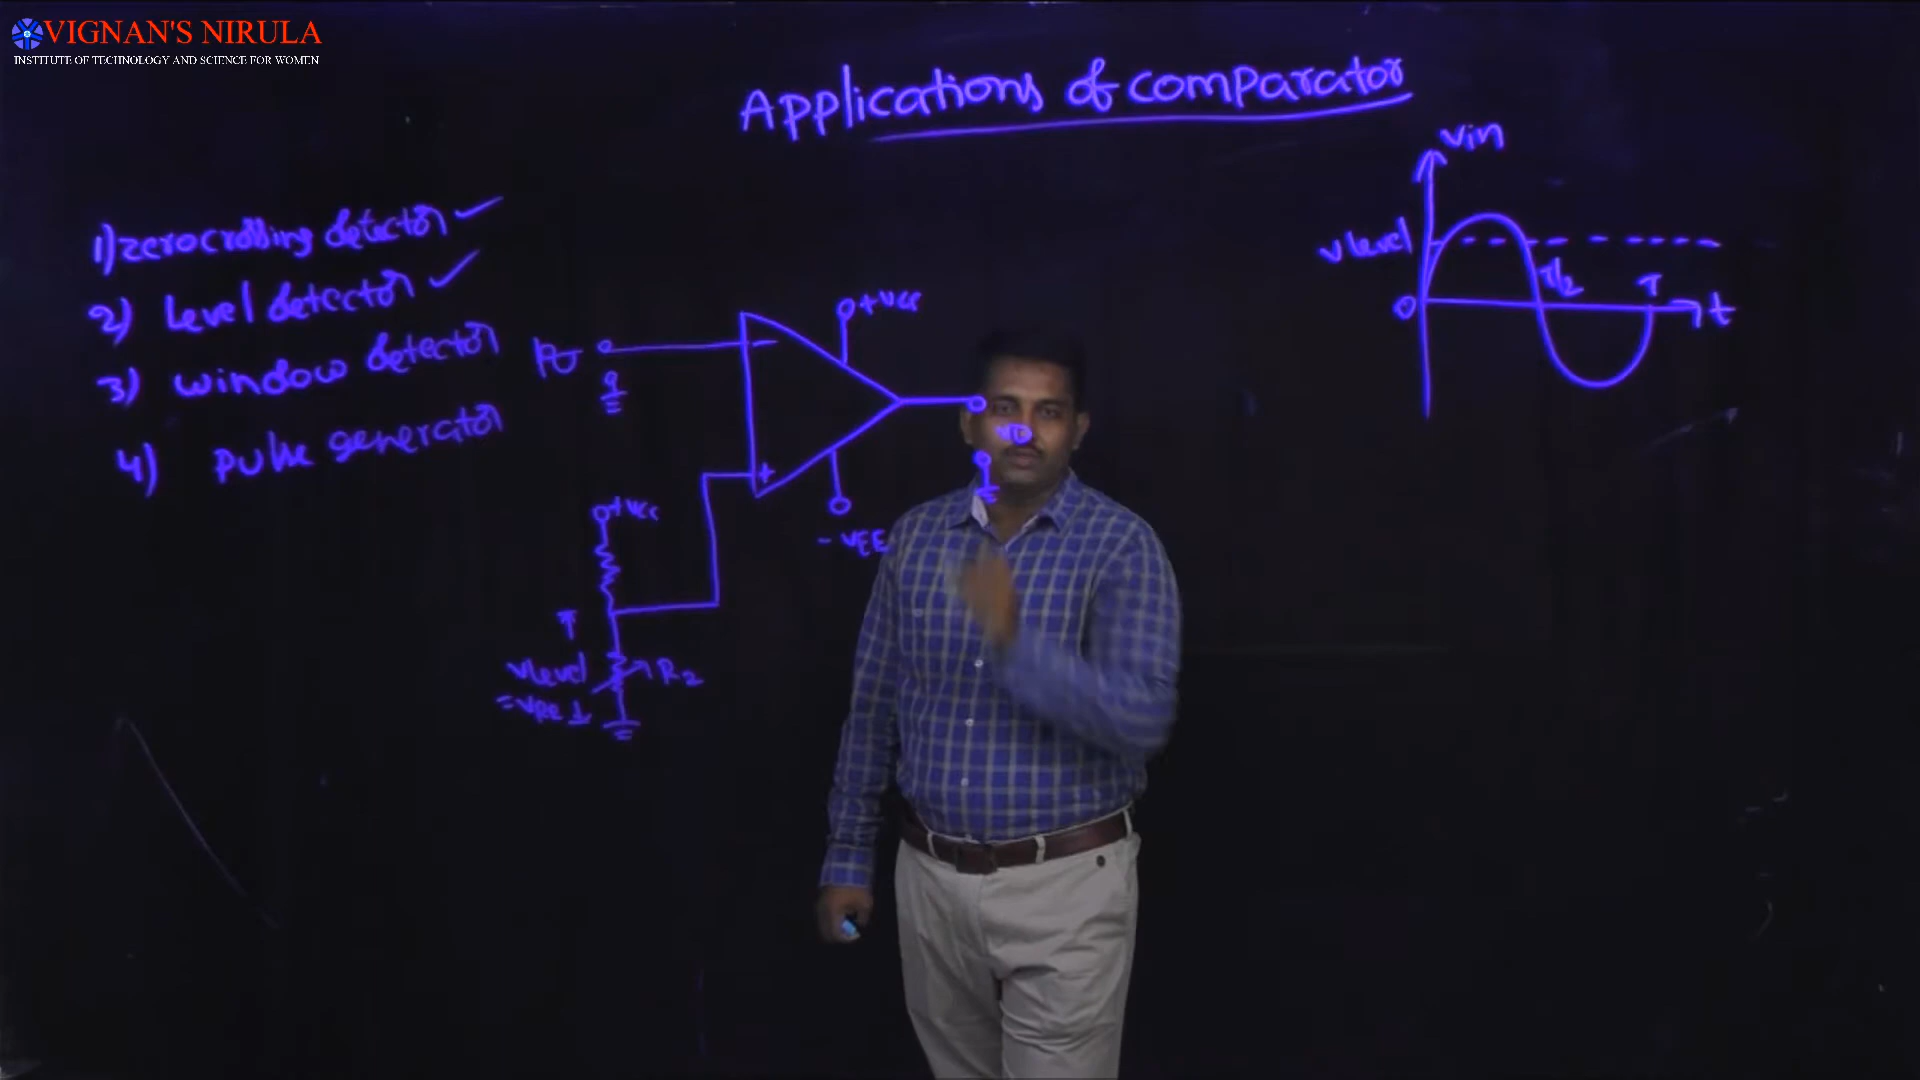 VIGNAN'S NIRULA
INSTITUTE OF TECHNOLOGY AND SCIENCE FOR WOMEN
Applications of comparator
1) zerocrossing detector ✓
2) Level detector ✓
3) window detector
4) pulse generator
+VCC
-
+
- VEE
Vo
+VCC
Vlevel
R2
Vin
Vlevel
0
T/2
T
t